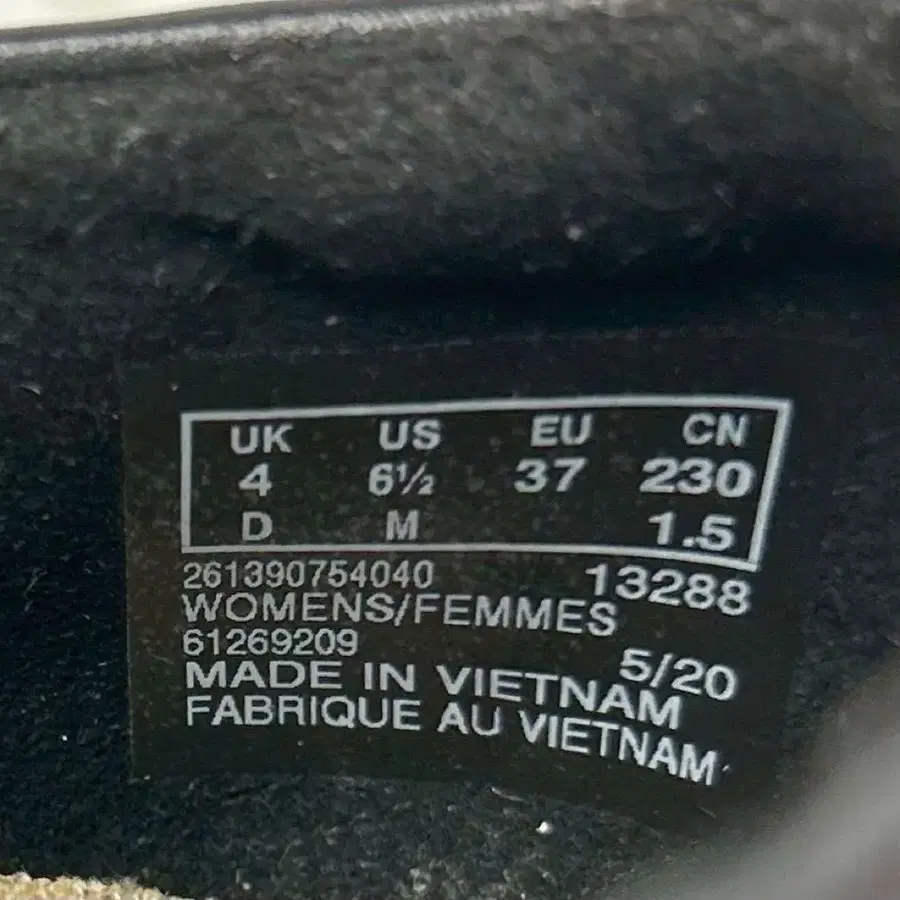 UK US EU CN
4 6½ 37 230
D M 1.5
261390754040 13288
WOMENS/FEMMES
61269209 5/20
MADE IN VIETNAM
FABRIQUE AU VIETNAM